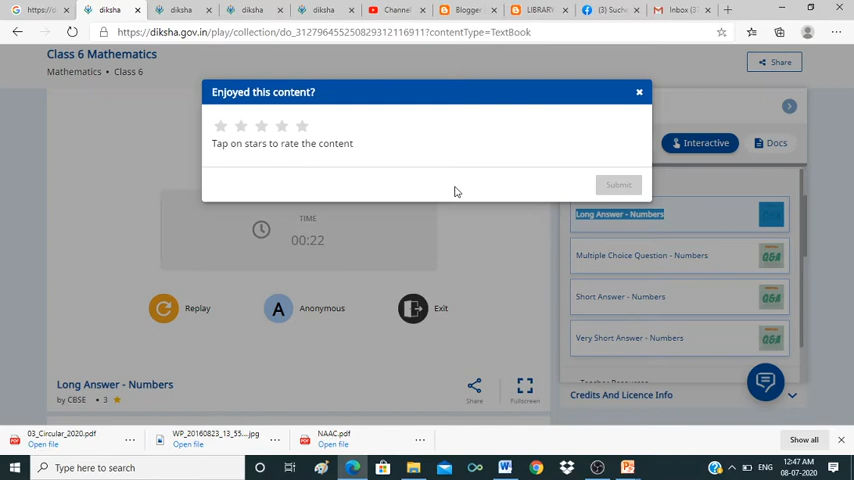 https://d
diksha
diksha
diksha
diksha
Channel
Blogger
LIBRARY
(3) Suche
Inbox (37
https://diksha.gov.in/play/collection/do_31279645525082931211691​1?contentType=TextBook
Class 6 Mathematics
Mathematics • Class 6
Share
Enjoyed this content?
Tap on stars to rate the content
Submit
Interactive
Docs
Long Answer - Numbers
Multiple Choice Question - Numbers
Short Answer - Numbers
Very Short Answer - Numbers
Teacher Resources
Credits And Licence Info
TIME
00:22
Replay
A
Anonymous
Exit
Long Answer - Numbers
by CBSE • 3
Share
Fullscreen
03_Circular_2020.pdf
Open file
WP_20160823_13_55....jpg
Open file
NAAC.pdf
Open file
Show all
Type here to search
ENG
12:47 AM
08-07-2020